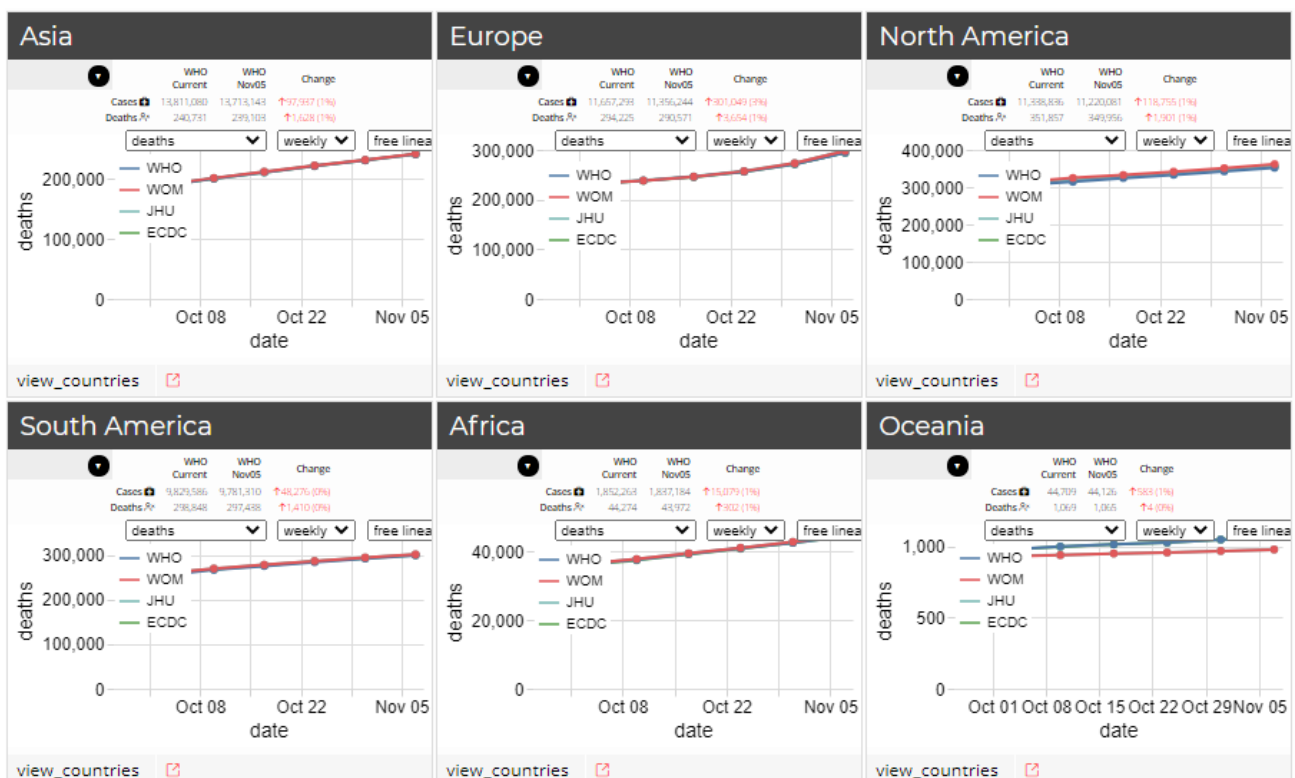 Asia
WHO Current WHO Nov05 Change
Cases 13,811,080 13,713,143 ↑97,937 (1%)
Deaths 240,731 239,103 ↑1,628 (1%)
deaths weekly free linea
WHO
WOM
JHU
ECDC
deaths
200,000
100,000
0
Oct 08 Oct 22 Nov 05
date
view_countries
Europe
WHO Current WHO Nov05 Change
Cases 11,657,293 11,356,244 ↑301,049 (3%)
Deaths 294,225 290,571 ↑3,654 (1%)
deaths weekly free linea
WHO
WOM
JHU
ECDC
deaths
300,000
200,000
100,000
0
Oct 08 Oct 22 Nov 05
date
view_countries
North America
WHO Current WHO Nov05 Change
Cases 11,338,836 11,220,081 ↑118,755 (1%)
Deaths 351,857 349,956 ↑1,901 (1%)
deaths weekly free linea
WHO
WOM
JHU
ECDC
deaths
400,000
300,000
200,000
100,000
0
Oct 08 Oct 22 Nov 05
date
view_countries
South America
WHO Current WHO Nov05 Change
Cases 9,829,586 9,781,310 ↑48,276 (0%)
Deaths 298,848 297,438 ↑1,410 (0%)
deaths weekly free linea
WHO
WOM
JHU
ECDC
deaths
300,000
200,000
100,000
0
Oct 08 Oct 22 Nov 05
date
view_countries
Africa
WHO Current WHO Nov05 Change
Cases 1,852,263 1,837,184 ↑15,079 (1%)
Deaths 44,274 43,972 ↑302 (1%)
deaths weekly free linea
WHO
WOM
JHU
ECDC
deaths
40,000
20,000
0
Oct 08 Oct 22 Nov 05
date
view_countries
Oceania
WHO Current WHO Nov05 Change
Cases 44,709 44,126 ↑583 (1%)
Deaths 1,069 1,065 ↑4 (0%)
deaths weekly free linea
WHO
WOM
JHU
ECDC
deaths
1,000
500
0
Oct 01 Oct 08 Oct 15 Oct 22 Oct 29 Nov 05
date
view_countries